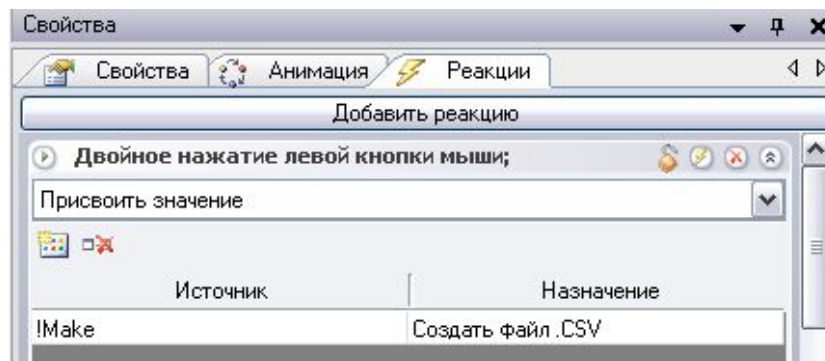 Свойства
Свойства Анимация Реакции
Добавить реакцию
Двойное нажатие левой кнопки мыши;
Присвоить значение
Источник Назначение
!Make Создать файл .CSV